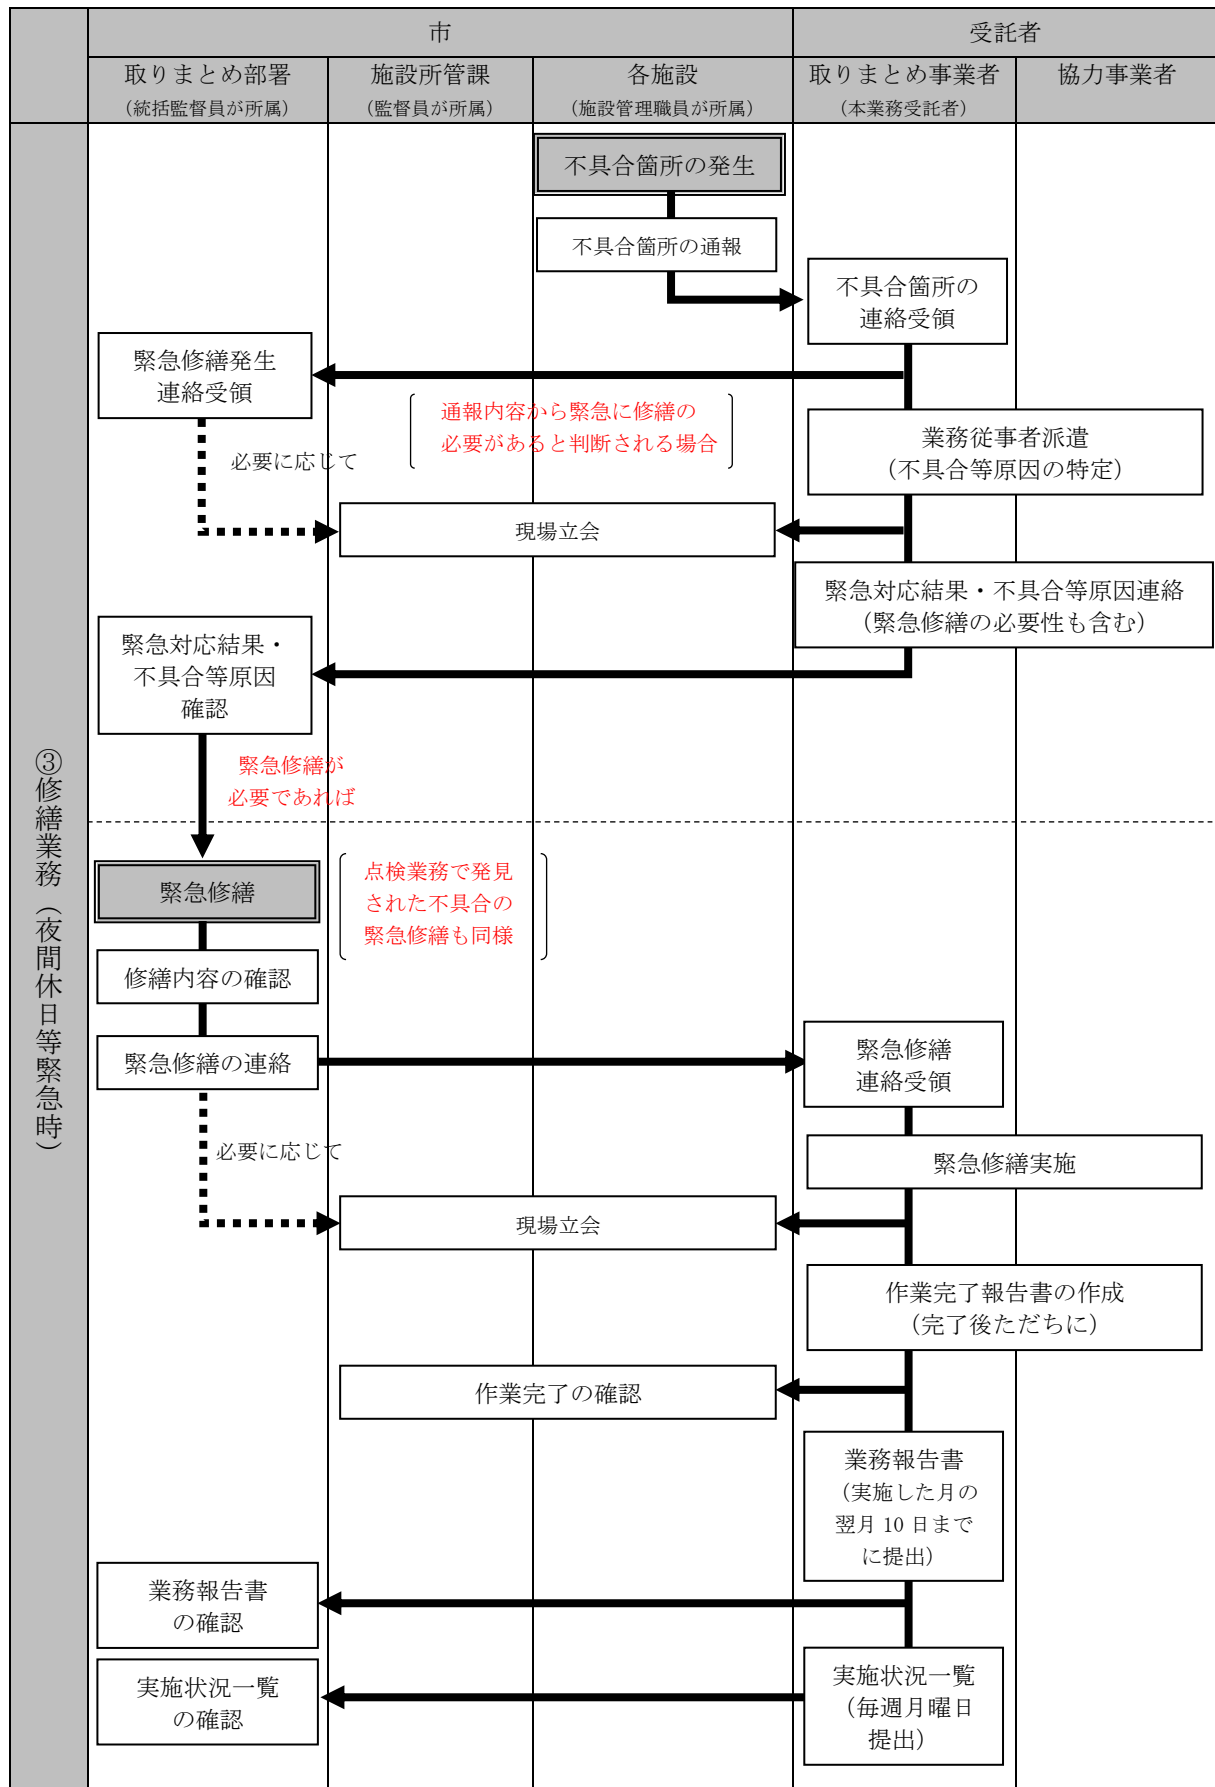 市
受託者
取りまとめ部署
（統括監督員が所属）
施設所管課
（監督員が所属）
各施設
（施設管理職員が所属）
取りまとめ事業者
（本業務受託者）
協力事業者
③修繕業務（夜間休日等緊急時）
不具合箇所の発生
不具合箇所の通報
不具合箇所の
連絡受領
緊急修繕発生
連絡受領
通報内容から緊急に修繕の
必要があると判断される場合
必要に応じて
業務従事者派遣
（不具合等原因の特定）
現場立会
緊急対応結果・不具合等原因連絡
（緊急修繕の必要性も含む）
緊急対応結果・
不具合等原因
確認
緊急修繕が
必要であれば
緊急修繕
点検業務で発見
された不具合の
緊急修繕も同様
修繕内容の確認
緊急修繕の連絡
緊急修繕
連絡受領
必要に応じて
緊急修繕実施
現場立会
作業完了報告書の作成
（完了後ただちに）
作業完了の確認
業務報告書
（実施した月の
翌月 10 日まで
に提出）
業務報告書
の確認
実施状況一覧
（毎週月曜日
提出）
実施状況一覧
の確認